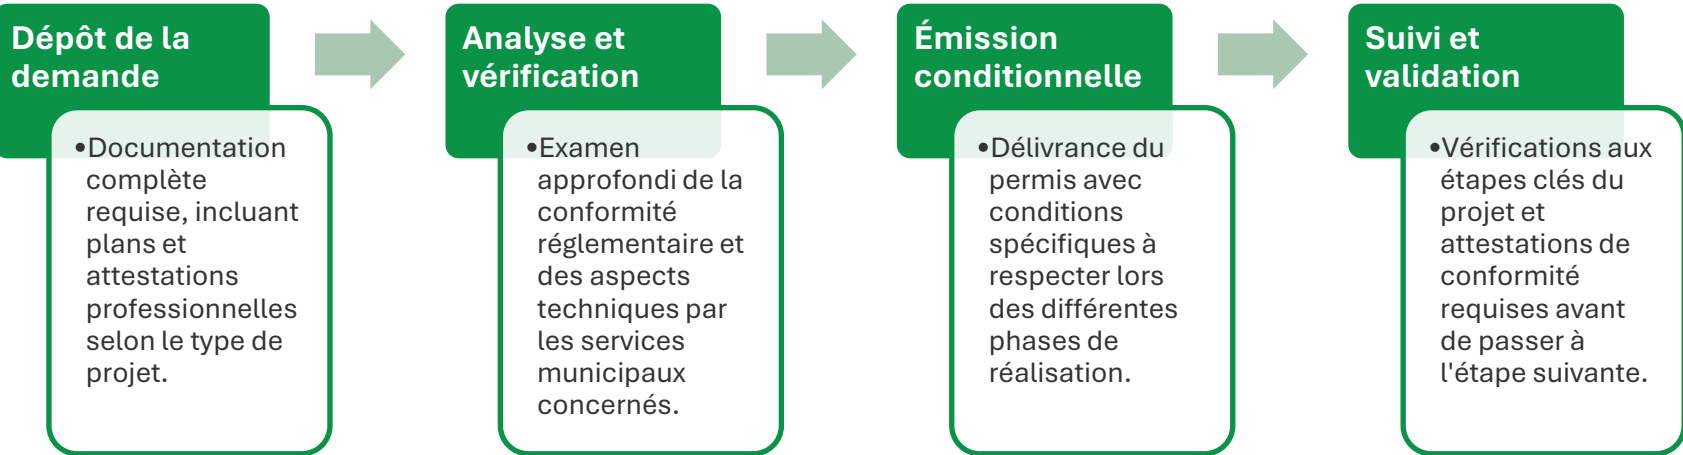 Dépôt de la
demande
•Documentation
complète
requise, incluant
plans et
attestations
professionnelles
selon le type de
projet.
Analyse et
vérification
•Examen
approfondi de la
conformité
réglementaire et
des aspects
techniques par
les services
municipaux
concernés.
Émission
conditionnelle
•Délivrance du
permis avec
conditions
spécifiques à
respecter lors
des différentes
phases de
réalisation.
Suivi et
validation
•Vérifications aux
étapes clés du
projet et
attestations de
conformité
requises avant
de passer à
l'étape suivante.